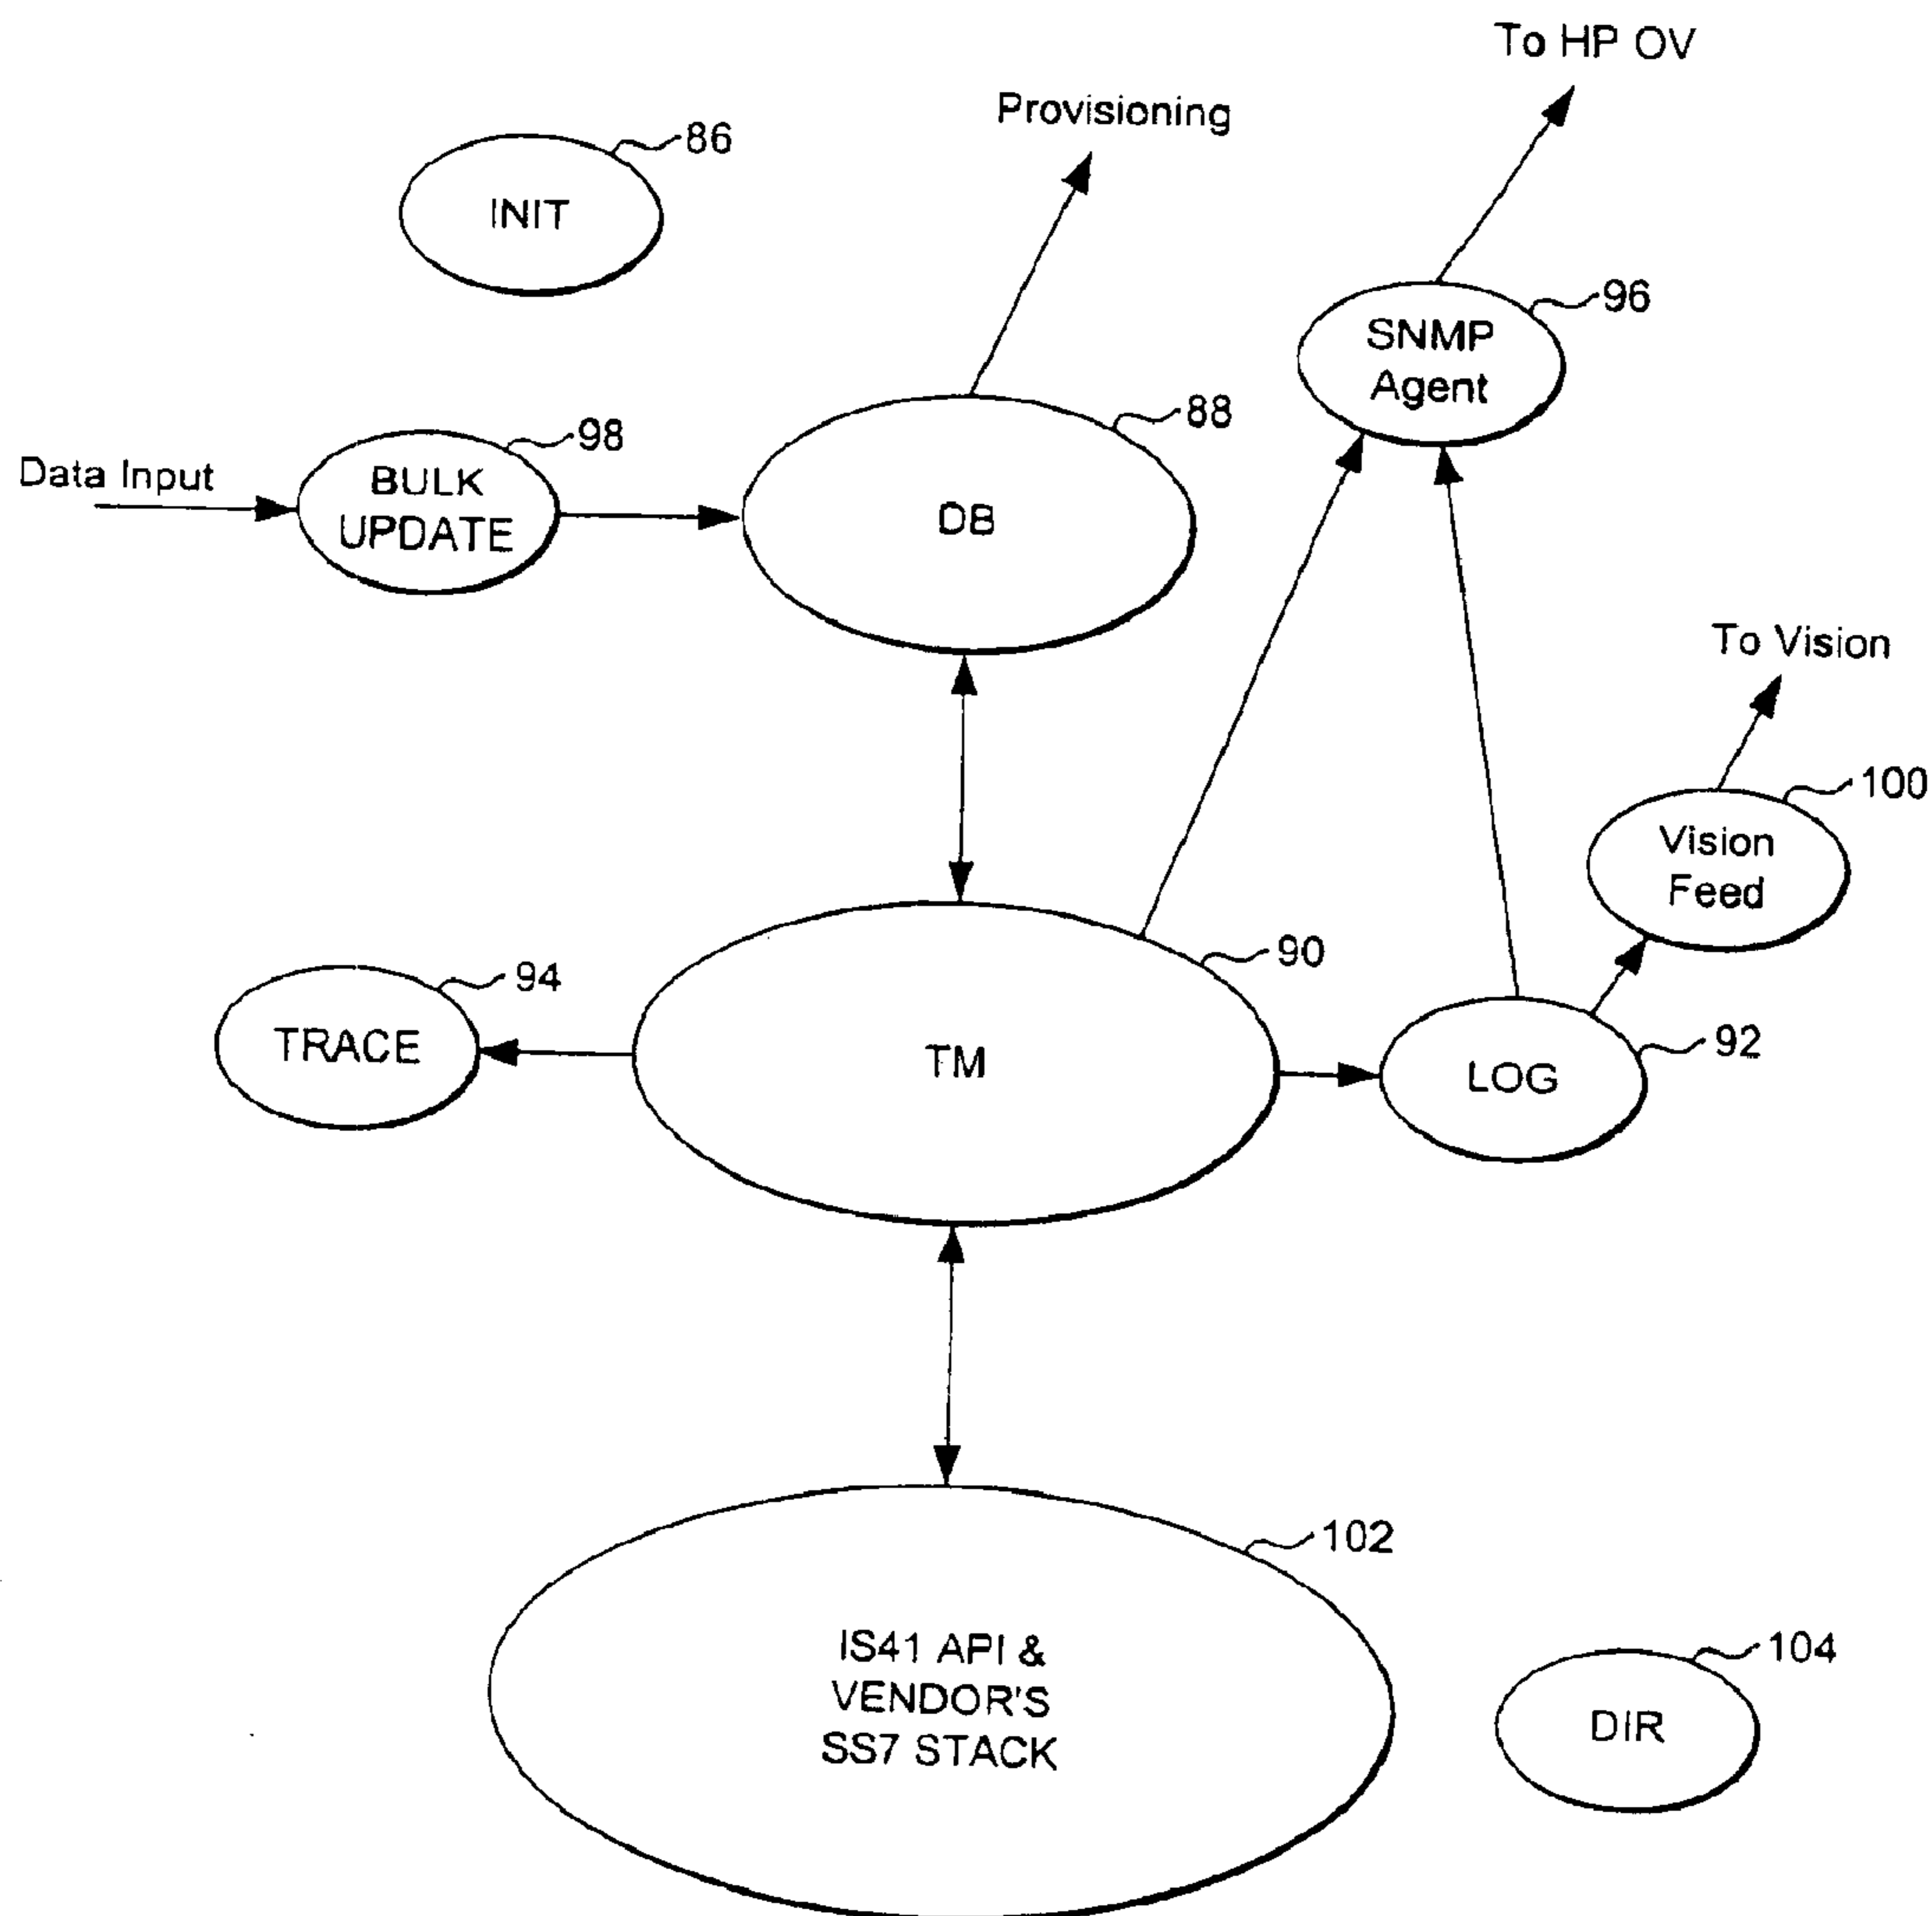 To HP OV
Provisioning
86
INIT
96
SNMP
Agent
88
98
Data Input
BULK
UPDATE
DB
To Vision
100
Vision
Feed
90
94
92
TRACE
TM
LOG
102
IS41 API &
VENDOR'S
SS7 STACK
104
DIR